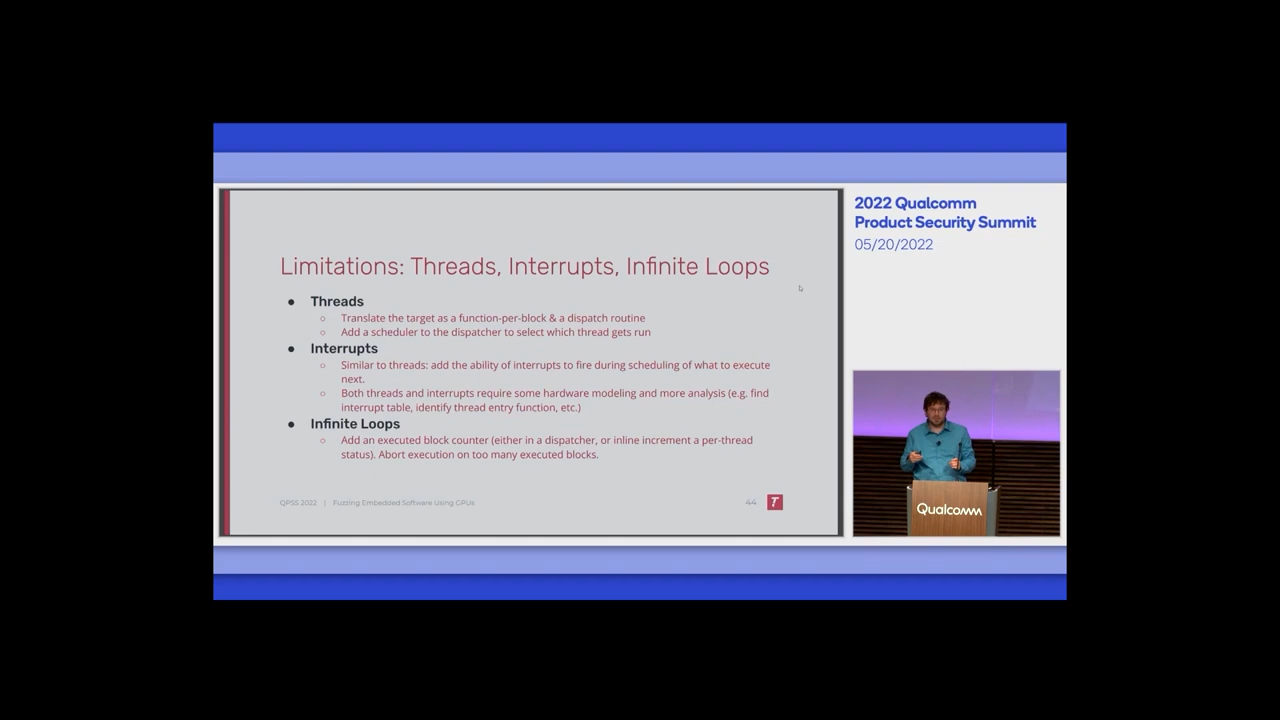 Limitations: Threads, Interrupts, Infinite Loops
● Threads
○ Translate the target as a function-per-block & a dispatch routine
○ Add a scheduler to the dispatcher to select which thread gets run
● Interrupts
○ Similar to threads: add the ability of interrupts to fire during scheduling of what to execute
next.
○ Both threads and interrupts require some hardware modeling and more analysis (e.g. find
interrupt table, identify thread entry function, etc.)
● Infinite Loops
○ Add an executed block counter (either in a dispatcher, or inline increment a per-thread
status). Abort execution on too many executed blocks.
QPSS 2022 | Fuzzing Embedded Software Using GPUs
44 T
2022 Qualcomm
Product Security Summit
05/20/2022
Qualcomm